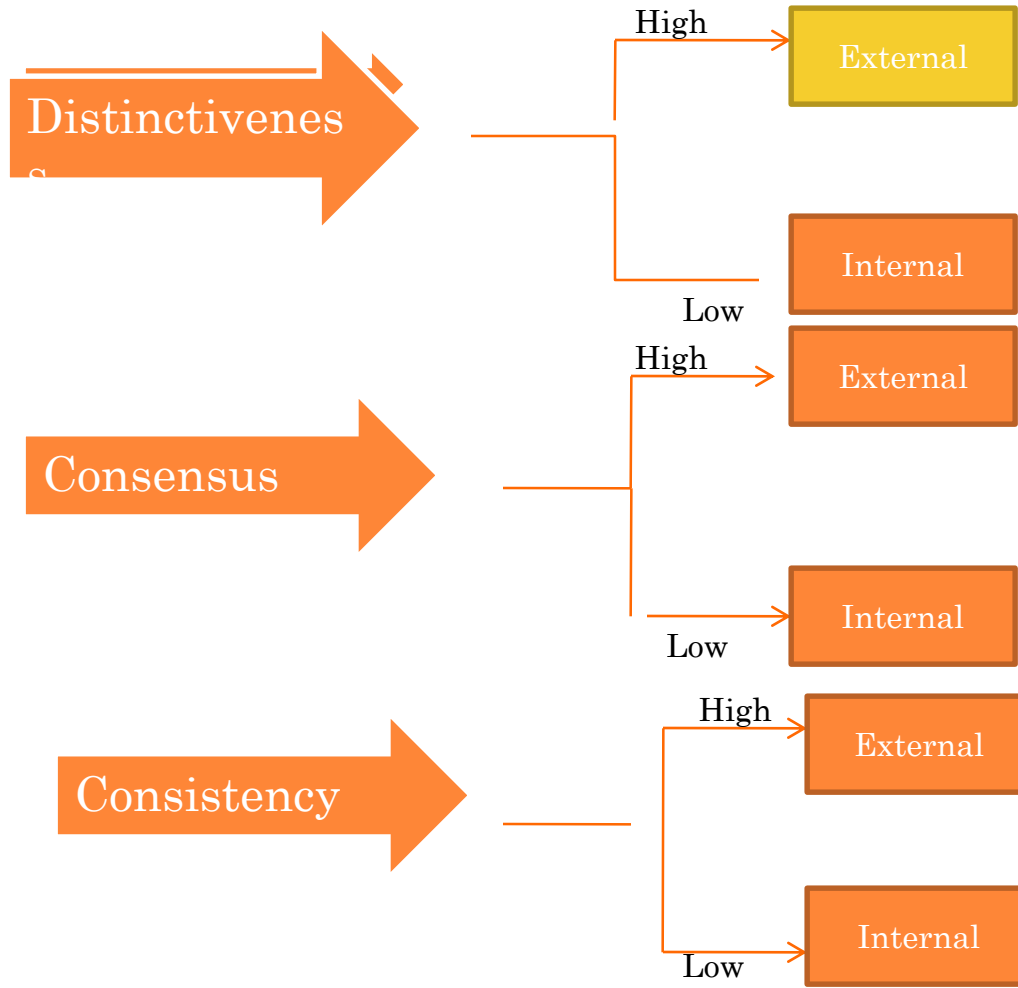 High
External
Distinctivenes
s
Internal
Low
High
External
Consensus
Internal
Low
High
External
Consistency
Internal
Low